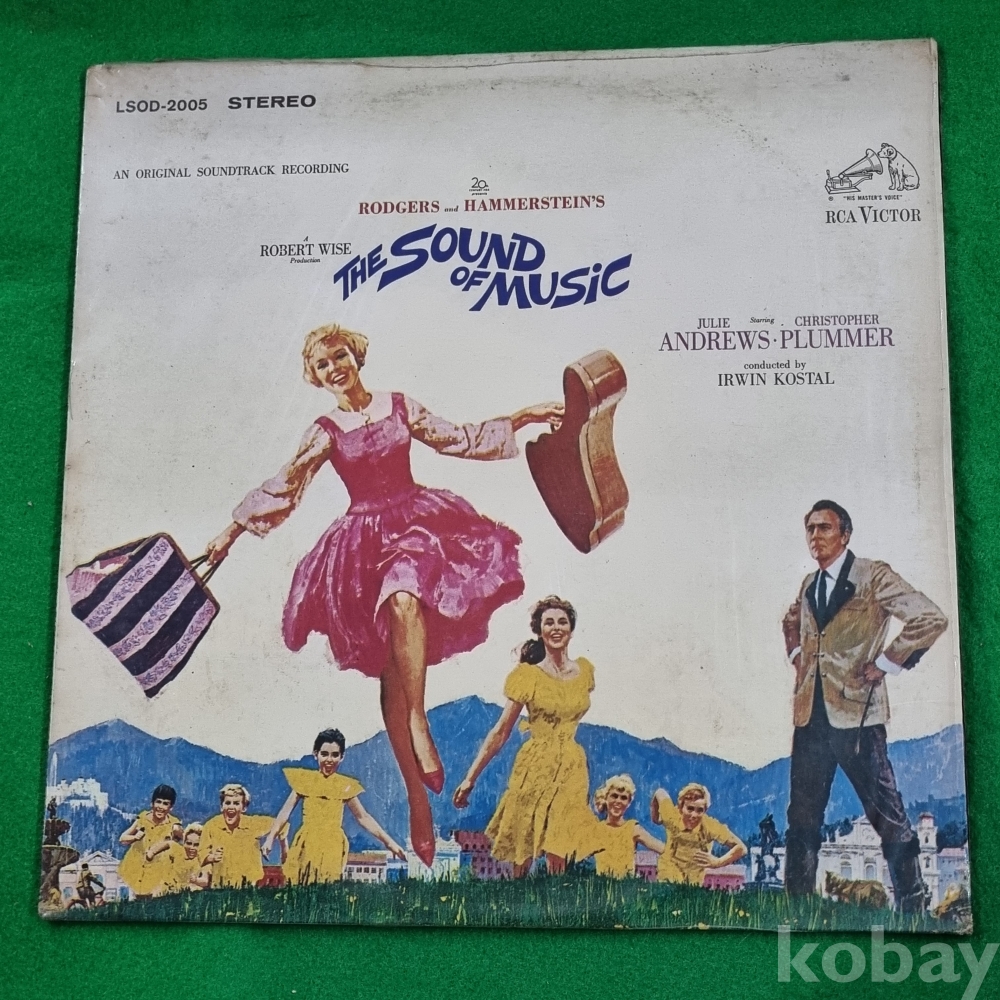 LSOD-2005 STEREO
AN ORIGINAL SOUNDTRACK RECORDING
"HIS MASTER'S VOICE"
RCA VICTOR
20
RODGERS and HAMMERSTEIN'S
A
ROBERT WISE
Production
THE SOUND
OF MUSIC
JULIE Starring CHRISTOPHER
ANDREWS · PLUMMER
conducted by
IRWIN KOSTAL
kobay